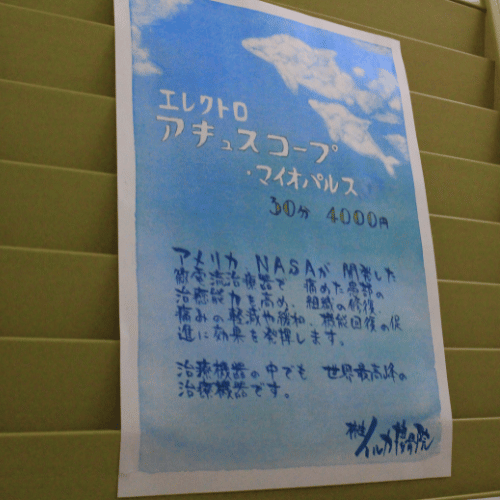 エレクトロ
アキュスコープ
・マイオパルス
30分 4000円
アメリカ NASAが 開発した
微弱電流治療器で 痛めた患部の
治癒能力を高め、組織の修復、
痛みの軽減や緩和、機能回復の促
進に効果を発揮します。
治療機器の中でも 世界最高峰の
治療機器です。
イルカ整骨院